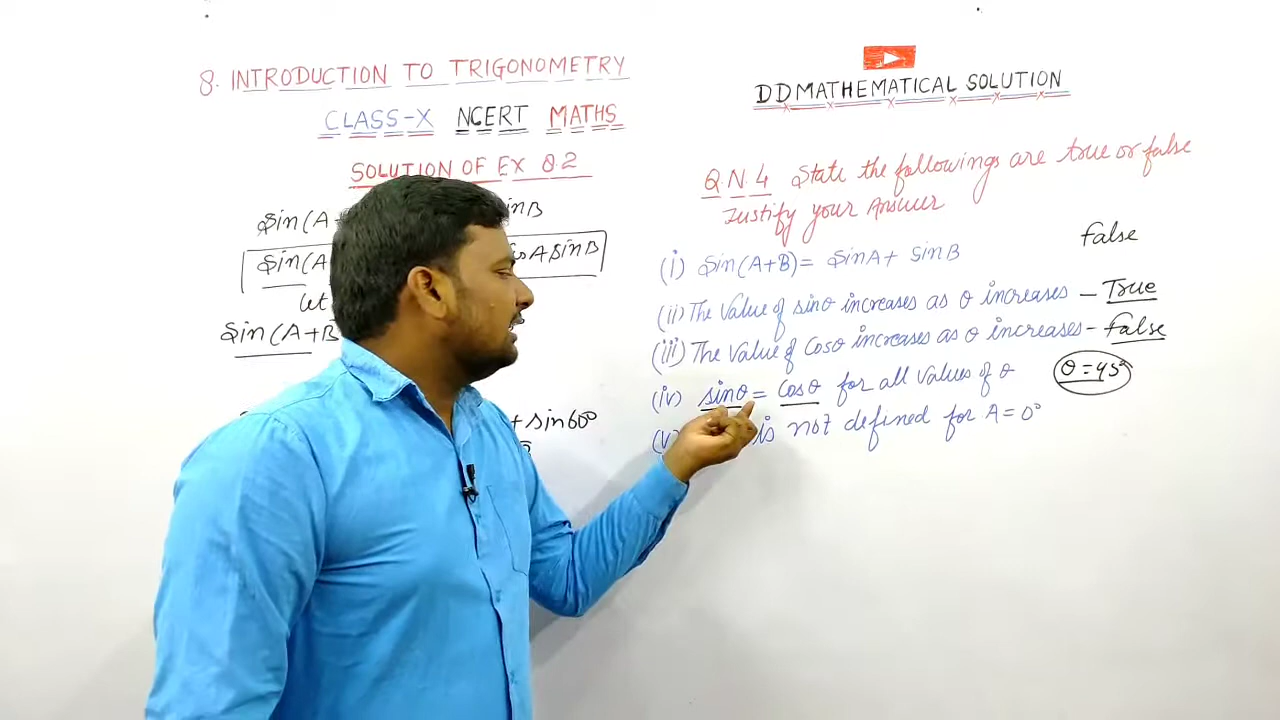 8. INTRODUCTION TO TRIGONOMETRY
CLASS-X NCERT MATHS
SOLUTION OF EX 8.2
Sin(A+ inB
Sin(A sA sinB
let
Sin(A+B
+ sin60°
DDMATHEMATICAL SOLUTION
Q.N.4 State the followings are true or false
Justify your Answer
(i) Sin(A+B) = SinA + SinB false
(ii) The Value of sinθ increases as θ increases – True
(iii) The Value of Cosθ increases as θ increases – false
(iv) sinθ = cosθ for all values of θ θ = 45°
(v) is not defined for A = 0°